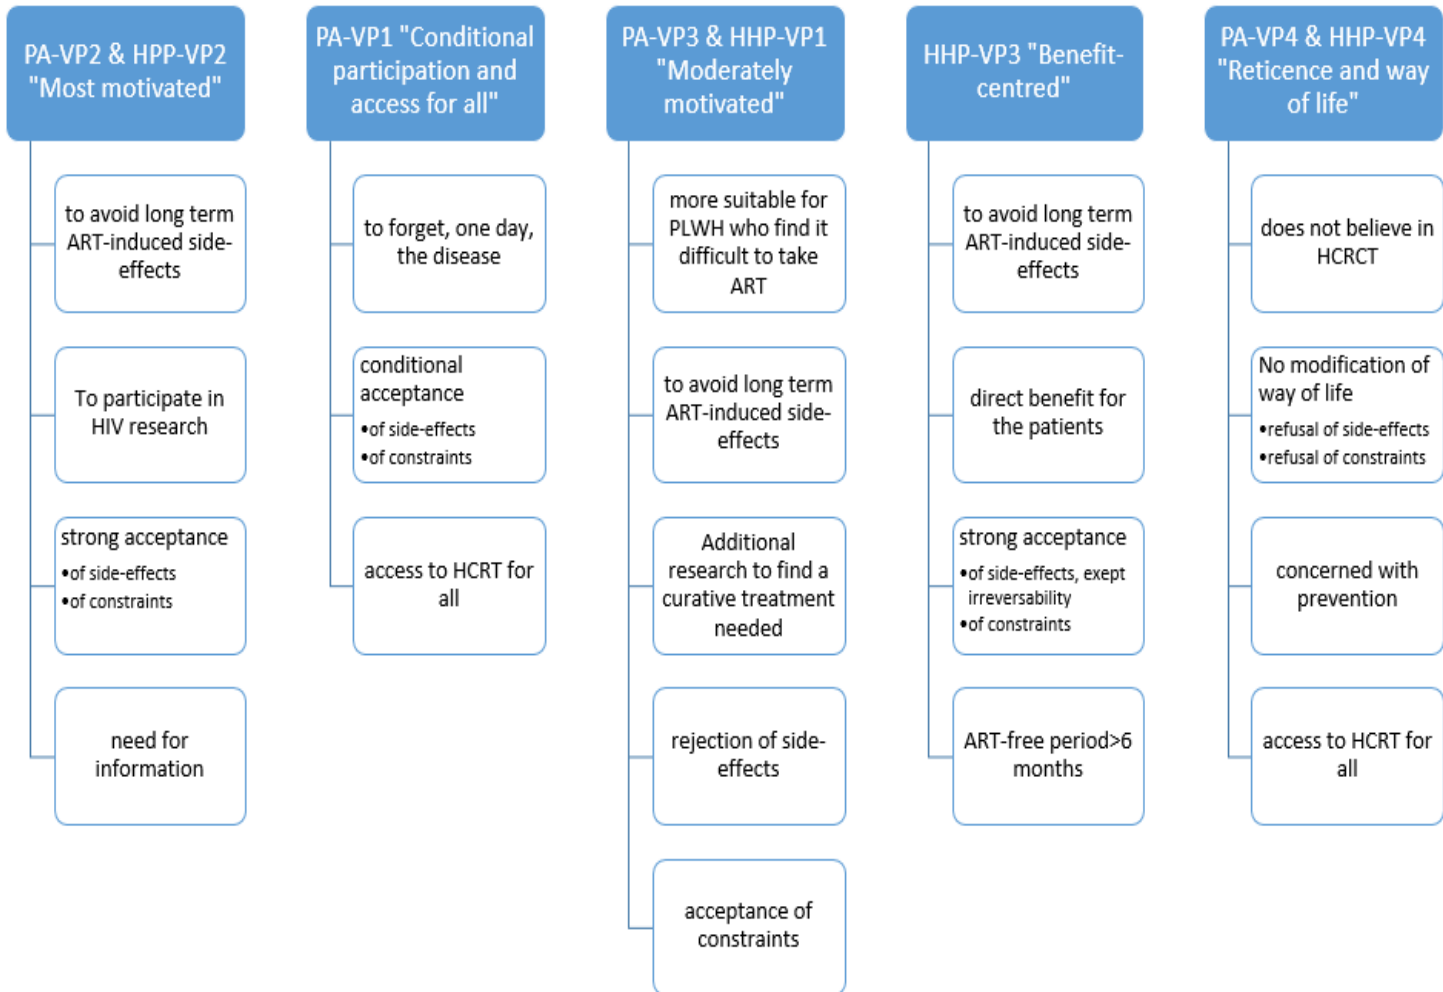 PA-VP2 & HPP-VP2
"Most motivated"
to avoid long term
ART-induced side-
effects
To participate in
HIV research
strong acceptance
•of side-effects
•of constraints
need for
information
PA-VP1 "Conditional
participation and
access for all"
to forget, one day,
the disease
conditional
acceptance
•of side-effects
•of constraints
access to HCRT for
all
PA-VP3 & HHP-VP1
"Moderately
motivated"
more suitable for
PLWH who find it
difficult to take
ART
to avoid long term
ART-induced side-
effects
Additional
research to find a
curative treatment
needed
rejection of side-
effects
acceptance of
constraints
HHP-VP3 "Benefit-
centred"
to avoid long term
ART-induced side-
effects
direct benefit for
the patients
strong acceptance
•of side-effects, exept
irreversability
•of constraints
ART-free period>6
months
PA-VP4 & HHP-VP4
"Reticence and way
of life"
does not believe in
HCRCT
No modification of
way of life
•refusal of side-effects
•refusal of constraints
concerned with
prevention
access to HCRT for
all